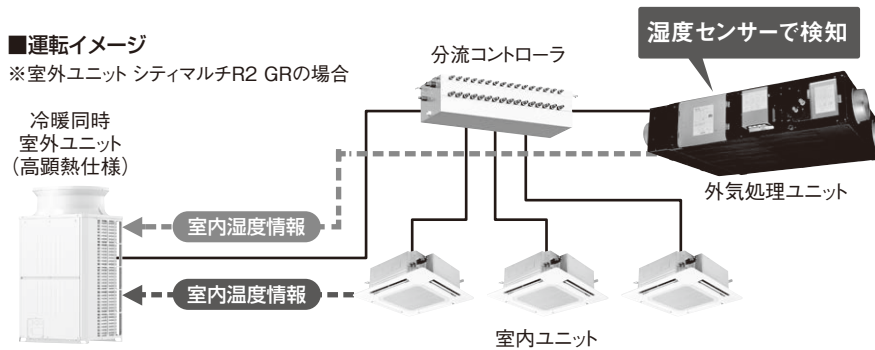 ■運転イメージ
※室外ユニット シティマルチR2 GRの場合
冷暖同時
室外ユニット
（高顕熱仕様）
分流コントローラ
湿度センサーで検知
外気処理ユニット
室内湿度情報
室内温度情報
室内ユニット